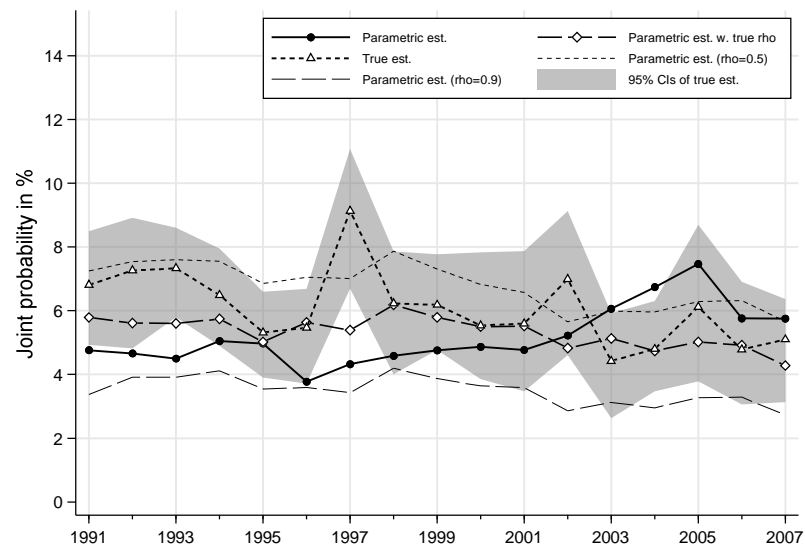 Parametric est.
Parametric est. w. true rho
True est.
Parametric est. (rho=0.5)
Parametric est. (rho=0.9)
95% CIs of true est.
Joint probability in %
14
12
10
8
6
4
2
0
1991 1993 1995 1997 1999 2001 2003 2005 2007